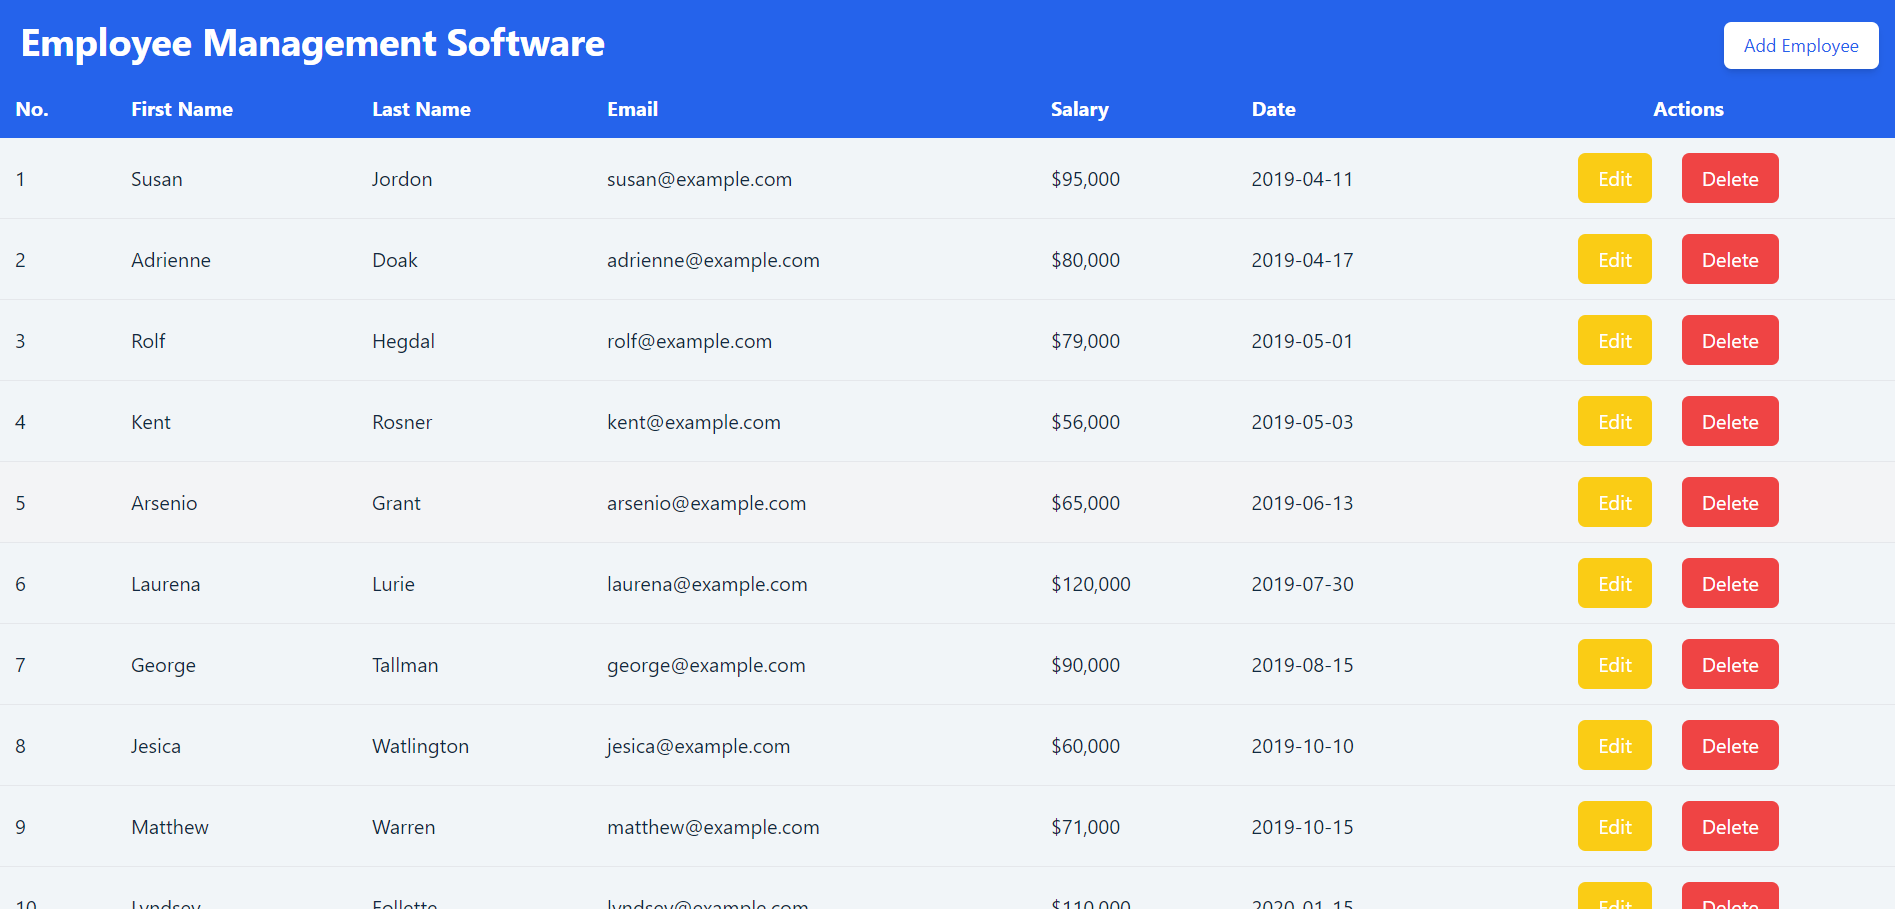 Employee Management Software
Add Employee
No. First Name Last Name Email Salary Date Actions
1 Susan Jordon susan@example.com $95,000 2019-04-11 Edit Delete
2 Adrienne Doak adrienne@example.com $80,000 2019-04-17 Edit Delete
3 Rolf Hegdal rolf@example.com $79,000 2019-05-01 Edit Delete
4 Kent Rosner kent@example.com $56,000 2019-05-03 Edit Delete
5 Arsenio Grant arsenio@example.com $65,000 2019-06-13 Edit Delete
6 Laurena Lurie laurena@example.com $120,000 2019-07-30 Edit Delete
7 George Tallman george@example.com $90,000 2019-08-15 Edit Delete
8 Jesica Watlington jesica@example.com $60,000 2019-10-10 Edit Delete
9 Matthew Warren matthew@example.com $71,000 2019-10-15 Edit Delete
10 Lyndsey Follette lyndsey@example.com $110,000 2020-01-15 Edit Delete